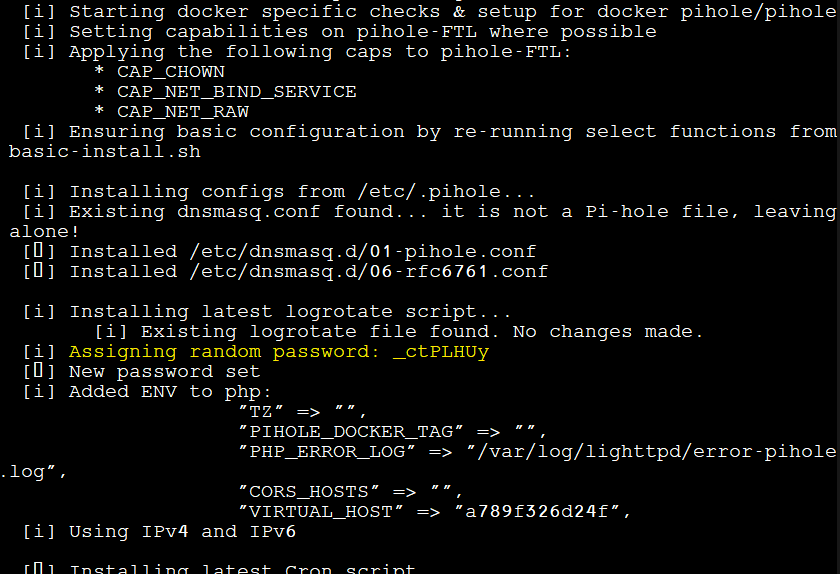 [i] Starting docker specific checks & setup for docker pihole/pihole
[i] Setting capabilities on pihole-FTL where possible
[i] Applying the following caps to pihole-FTL:
* CAP_CHOWN
* CAP_NET_BIND_SERVICE
* CAP_NET_RAW
[i] Ensuring basic configuration by re-running select functions from
basic-install.sh
[i] Installing configs from /etc/.pihole...
[i] Existing dnsmasq.conf found... it is not a Pi-hole file, leaving
alone!
[▯] Installed /etc/dnsmasq.d/01-pihole.conf
[▯] Installed /etc/dnsmasq.d/06-rfc6761.conf
[i] Installing latest logrotate script...
[i] Existing logrotate file found. No changes made.
[i] Assigning random password: _ctPLHUy
[▯] New password set
[i] Added ENV to php:
"TZ" => "",
"PIHOLE_DOCKER_TAG" => "",
"PHP_ERROR_LOG" => "/var/log/lighttpd/error-pihole
.log",
"CORS_HOSTS" => "",
"VIRTUAL_HOST" => "a789f326d24f",
[i] Using IPv4 and IPv6
[▯] Installing latest Cron script